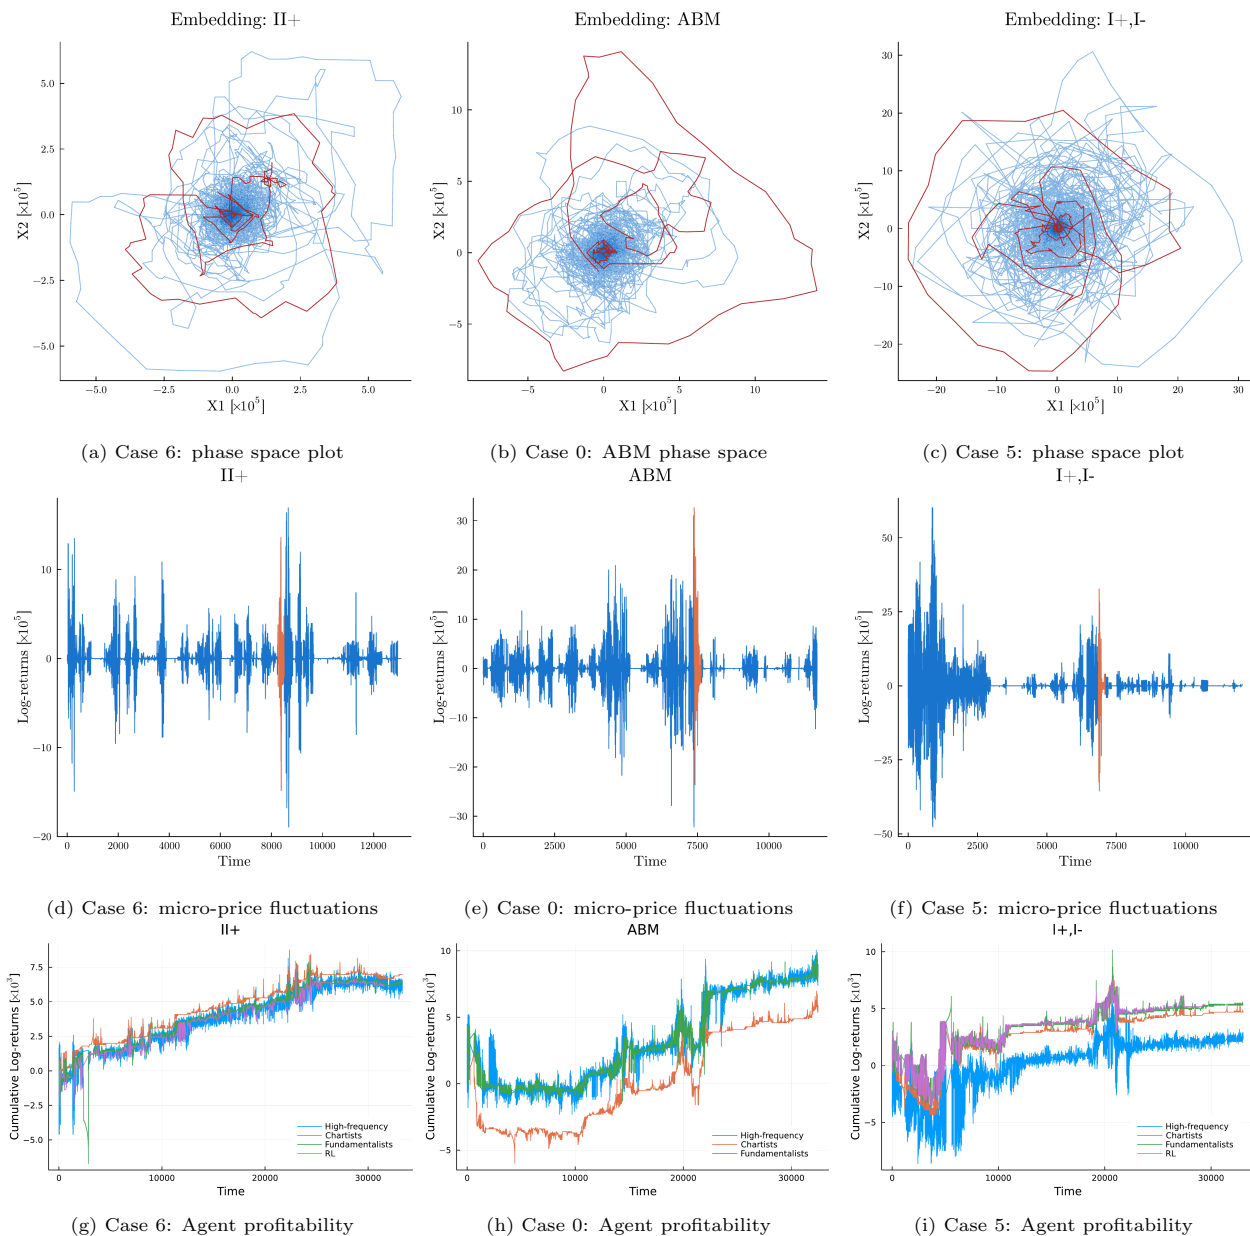 Embedding: II+
5.0
2.5
0.0
−2.5
−5.0
X2 [×10⁵]
−5.0 −2.5 0.0 2.5 5.0
X1 [×10⁵]
(a) Case 6: phase space plot
Embedding: ABM
10
5
0
−5
X2 [×10⁵]
−5 0 5 10
X1 [×10⁵]
(b) Case 0: ABM phase space
Embedding: I+,I-
30
20
10
0
−10
−20
X2 [×10⁵]
−20 −10 0 10 20 30
X1 [×10⁵]
(c) Case 5: phase space plot
II+
10
0
−10
−20
Log-returns [×10⁵]
0 2000 4000 6000 8000 10000 12000
Time
(d) Case 6: micro-price fluctuations
ABM
30
20
10
0
−10
−20
−30
Log-returns [×10⁵]
0 2500 5000 7500 10000
Time
(e) Case 0: micro-price fluctuations
I+,I-
50
25
0
−25
−50
Log-returns [×10⁵]
0 2500 5000 7500 10000
Time
(f) Case 5: micro-price fluctuations
II+
7.5
5.0
2.5
0.0
−2.5
−5.0
Cumulative Log-returns [×10³]
High-frequency
Chartists
Fundamentalists
RL
0 10000 20000 30000
Time
(g) Case 6: Agent profitability
ABM
10
5
0
−5
Cumulative Log-returns [×10³]
High-frequency
Chartists
Fundamentalists
0 10000 20000 30000
Time
(h) Case 0: Agent profitability
I+,I-
10
5
0
−5
Cumulative Log-returns [×10³]
High-frequency
Chartists
Fundamentalists
RL
0 10000 20000 30000
Time
(i) Case 5: Agent profitability